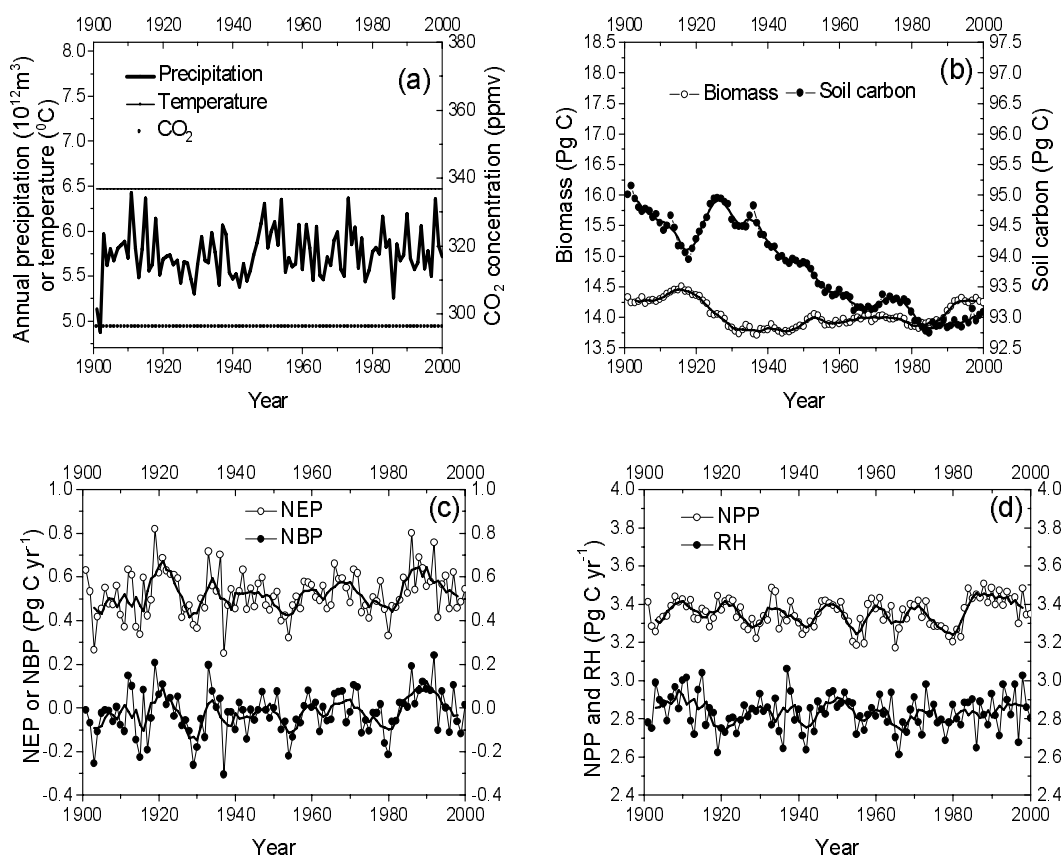 1900 1920 1940 1960 1980 2000
(a)
Precipitation
Temperature
CO2
Annual precipitation (10^12 m^3)
or temperature (^0C)
8.0
7.5
7.0
6.5
6.0
5.5
5.0
380
360
340
320
300
CO2 concentration (ppmv)
1900 1920 1940 1960 1980 2000
Year
1900 1920 1940 1960 1980 2000
(b)
Biomass Soil carbon
Biomass (Pg C)
18.5
18.0
17.5
17.0
16.5
16.0
15.5
15.0
14.5
14.0
13.5
97.5
97.0
96.5
96.0
95.5
95.0
94.5
94.0
93.5
93.0
92.5
Soil carbon (Pg C)
1900 1920 1940 1960 1980 2000
Year
1900 1920 1940 1960 1980 2000
(c)
NEP
NBP
NEP or NBP (Pg C yr^-1)
1.0
0.8
0.6
0.4
0.2
0.0
-0.2
-0.4
1.0
0.8
0.6
0.4
0.2
0.0
-0.2
-0.4
1900 1920 1940 1960 1980 2000
Year
1900 1920 1940 1960 1980 2000
(d)
NPP
RH
NPP and RH (Pg C yr^-1)
4.0
3.8
3.6
3.4
3.2
3.0
2.8
2.6
2.4
4.0
3.8
3.6
3.4
3.2
3.0
2.8
2.6
2.4
1900 1920 1940 1960 1980 2000
Year